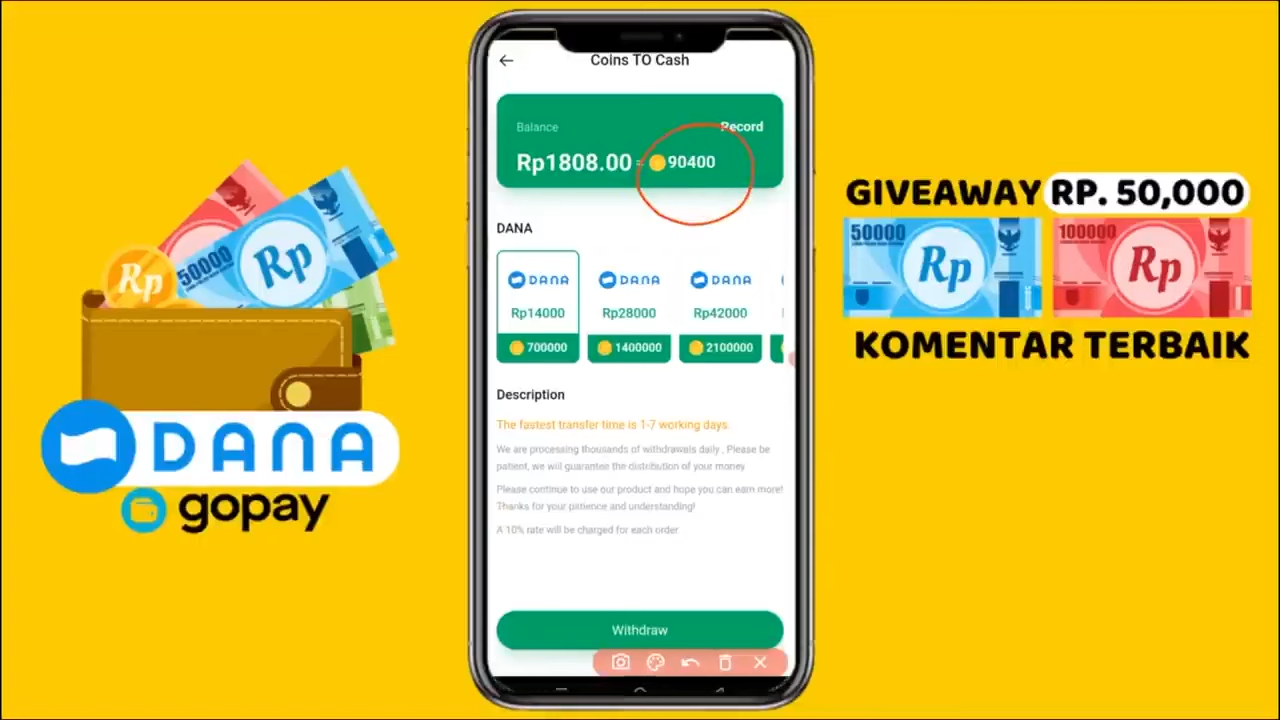 Coins TO Cash
Balance
Record
Rp1808.00 = 90400
DANA
DANA
DANA
DANA
Rp14000
Rp28000
Rp42000
700000
1400000
2100000
Description
The fastest transfer time is 1-7 working days.
We are processing thousands of withdrawals daily , Please be
patient, we will guarantee the distribution of your money
Please continue to use our product and hope you can earn more!
Thanks for your patience and understanding!
A 10% rate will be charged for each order
Withdraw
Rp
50000
Rp
DANA
gopay
GIVEAWAY RP. 50,000
50000
Rp
100000
Rp
KOMENTAR TERBAIK